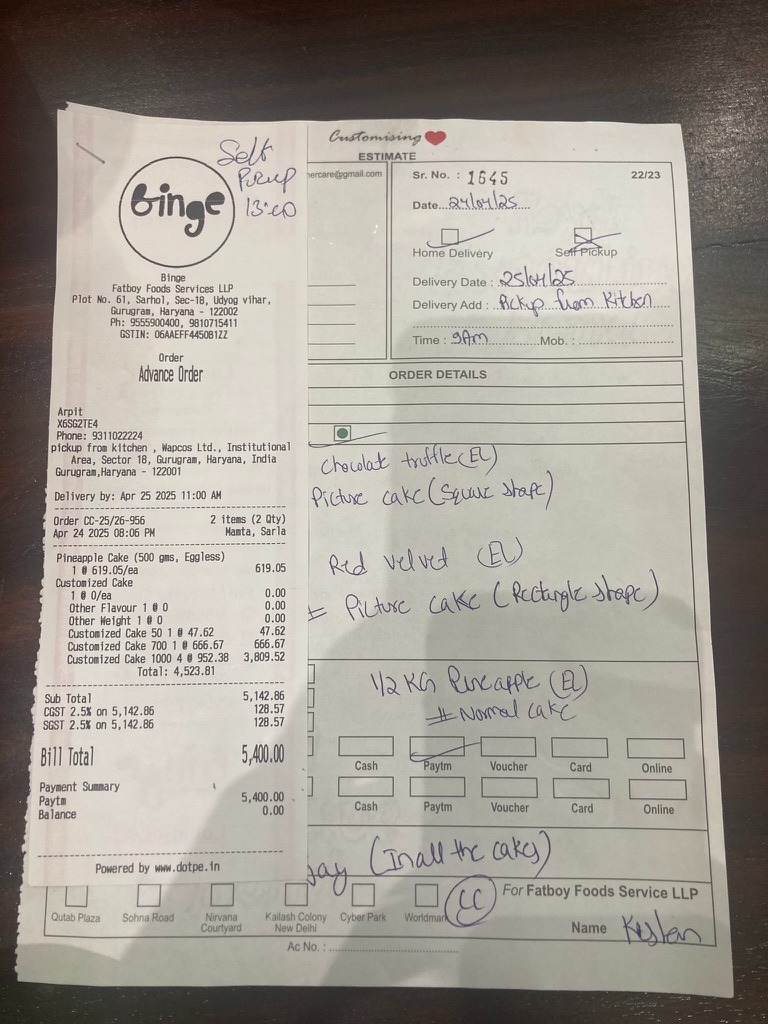 Self
Pickup
Binge
Binge
Fatboy Foods Services LLP
Plot No. 61, Sarhol, Sec-18, Udyog vihar,
Gurugram, Haryana - 122002
Ph: 9555900400, 9810715411
GSTIN: 06AAEFF4450B1ZZ
Order
Advance Order
Arpit
X6SG2TE4
Phone: 9311022224
pickup from kitchen , Wapcos Ltd., Institutional
Area, Sector 18, Gurugram, Haryana, India
Gurugram,Haryana - 122001
Delivery by: Apr 25 2025 11:00 AM
Order CC-25/26-956 2 items (2 Qty)
Apr 24 2025 08:06 PM Mamta, Sarla
Pineapple Cake (500 gms, Eggless)
1 @ 619.05/ea 619.05
Customized Cake
1 @ 0/ea 0.00
Other Flavour 1 @ 0 0.00
Other Weight 1 @ 0 0.00
Customized Cake 50 1 @ 47.62 47.62
Customized Cake 700 1 @ 666.67 666.67
Customized Cake 1000 4 @ 952.38 3,809.52
Total: 4,523.81
Sub Total 5,142.86
CGST 2.5% on 5,142.86 128.57
SGST 2.5% on 5,142.86 128.57
Bill Total 5,400.00
Payment Summary
Paytm 5,400.00
Balance 0.00
Powered by www.dotpe.in
Customising
ESTIMATE
ercare@gmail.com
Sr. No. : 1645 22/23
Date 24/04/25
Home Delivery Self Pickup
Delivery Date : 25/04/25
Delivery Add : Pickup from Kitchen
Time : 9Am Mob. :
ORDER DETAILS
Chocolate truffle (EL)
Picture cake (Square shape)
Red velvet (EL)
# Picture cake (Rectangle shape)
1/2 KG Pineapple (EL)
# Normal cake
Cash Paytm Voucher Card Online
Cash Paytm Voucher Card Online
(In all the cakes)
Qutab Plaza Sohna Road Nirvana Courtyard Kailash Colony New Delhi Cyber Park Worldmark
CC
For Fatboy Foods Service LLP
Name
Ac No. :